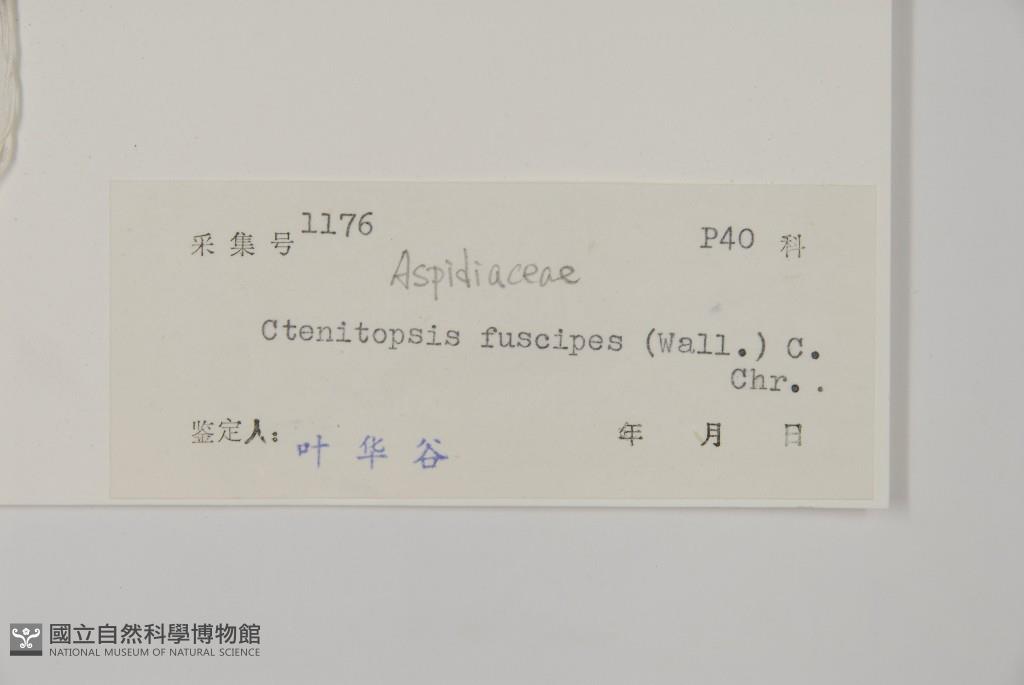 采集号 1176 P40 科
Aspidiaceae
Ctenitopsis fuscipes (Wall.) C.
Chr..
鉴定人: 叶华谷 年 月 日
國立自然科學博物館
NATIONAL MUSEUM OF NATURAL SCIENCE